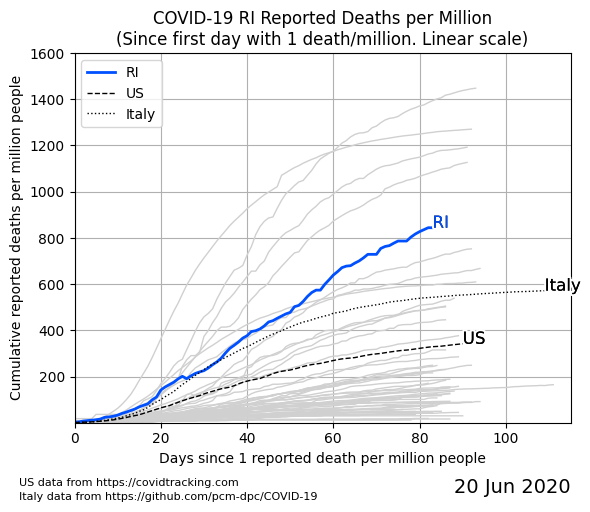 COVID-19 RI Reported Deaths per Million
(Since first day with 1 death/million. Linear scale)
RI
US
Italy
Cumulative reported deaths per million people
1600
1400
1200
1000
800
600
400
200
RI
Italy
US
0
20
40
60
80
100
Days since 1 reported death per million people
US data from https://covidtracking.com
Italy data from https://github.com/pcm-dpc/COVID-19
20 Jun 2020